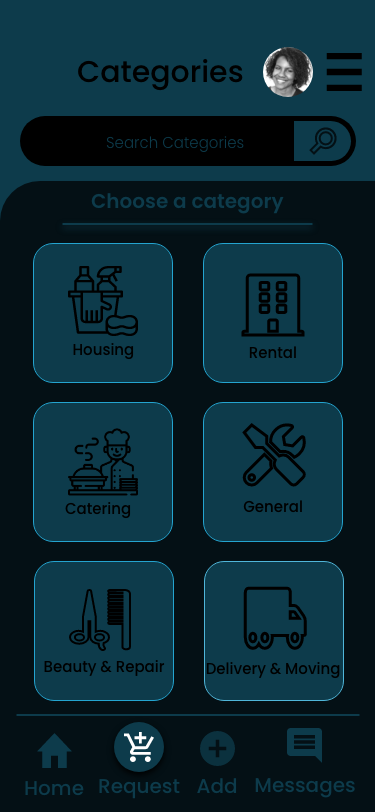 Categories
Search Categories
Choose a category
Housing
Rental
Catering
General
Beauty & Repair
Delivery & Moving
Home
Request
Add
Messages